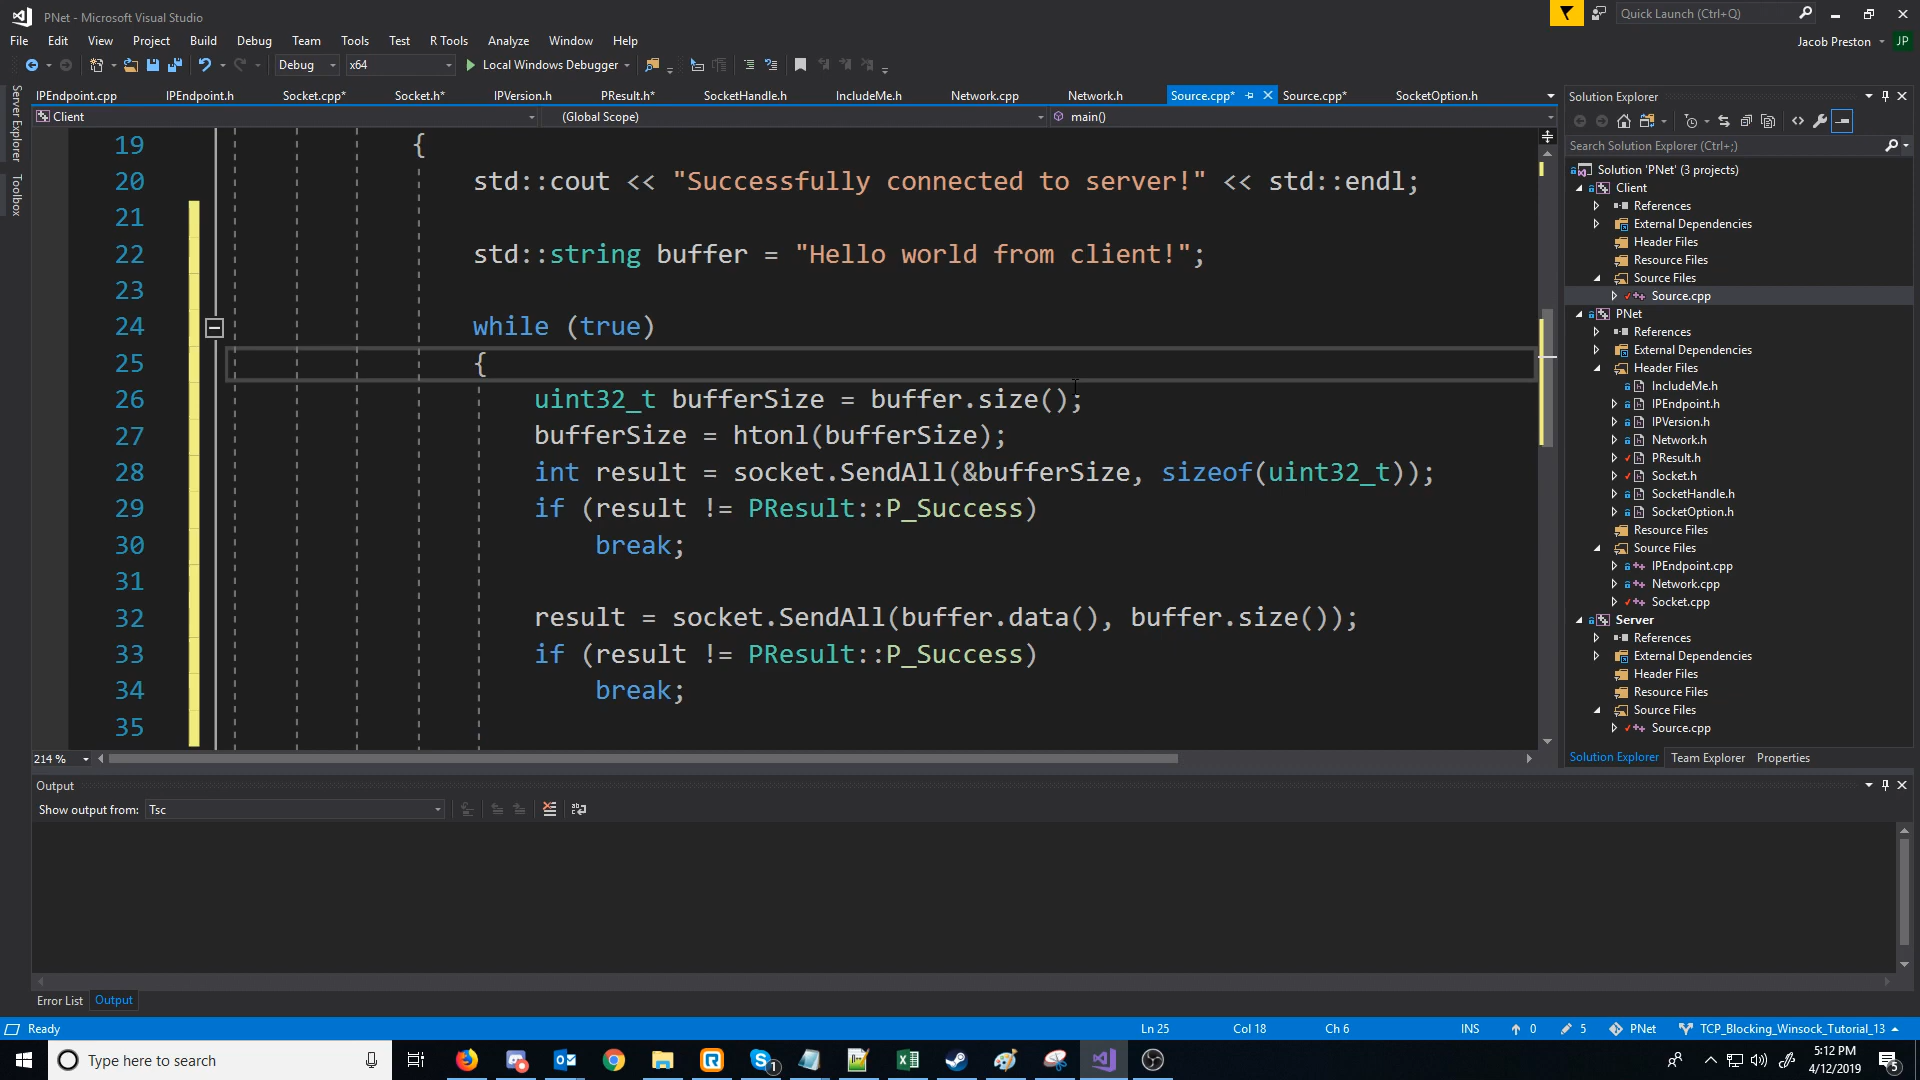 PNet - Microsoft Visual Studio
Quick Launch (Ctrl+Q)
File Edit View Project Build Debug Team Tools Test R Tools Analyze Window Help
Jacob Preston JP
Debug x64 Local Windows Debugger
IPEndpoint.cpp IPEndpoint.h Socket.cpp* Socket.h* IPVersion.h PResult.h* SocketHandle.h IncludeMe.h Network.cpp Network.h Source.cpp* Source.cpp* SocketOption.h
Client (Global Scope) main()
Server Explorer
Toolbox
19 {
20 std::cout << "Successfully connected to server!" << std::endl;
21
22 std::string buffer = "Hello world from client!";
23
24 while (true)
25 {
26 uint32_t bufferSize = buffer.size();
27 bufferSize = htonl(bufferSize);
28 int result = socket.SendAll(&bufferSize, sizeof(uint32_t));
29 if (result != PResult::P_Success)
30 break;
31
32 result = socket.SendAll(buffer.data(), buffer.size());
33 if (result != PResult::P_Success)
34 break;
35
214 %
Solution Explorer
Search Solution Explorer (Ctrl+;)
Solution 'PNet' (3 projects)
Client
References
External Dependencies
Header Files
Resource Files
Source Files
Source.cpp
PNet
References
External Dependencies
Header Files
IncludeMe.h
IPEndpoint.h
IPVersion.h
Network.h
PResult.h
Socket.h
SocketHandle.h
SocketOption.h
Resource Files
Source Files
IPEndpoint.cpp
Network.cpp
Socket.cpp
Server
References
External Dependencies
Header Files
Resource Files
Source Files
Source.cpp
Solution Explorer Team Explorer Properties
Output
Show output from: Tsc
Error List Output
Ready Ln 25 Col 18 Ch 6 INS 0 5 PNet TCP_Blocking_Winsock_Tutorial_13
Type here to search
1
5:12 PM
4/12/2019
5